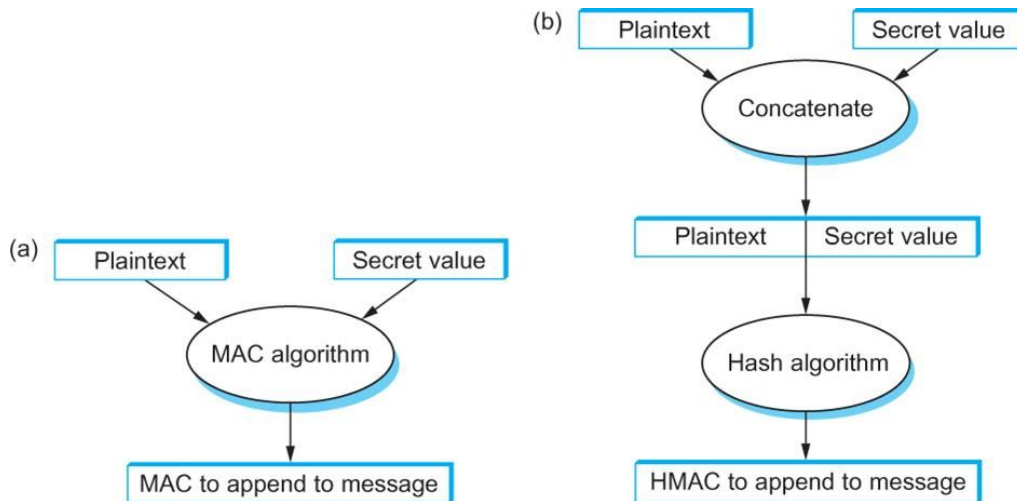 (a)
Plaintext
Secret value
MAC algorithm
MAC to append to message
(b)
Plaintext
Secret value
Concatenate
Plaintext
Secret value
Hash algorithm
HMAC to append to message